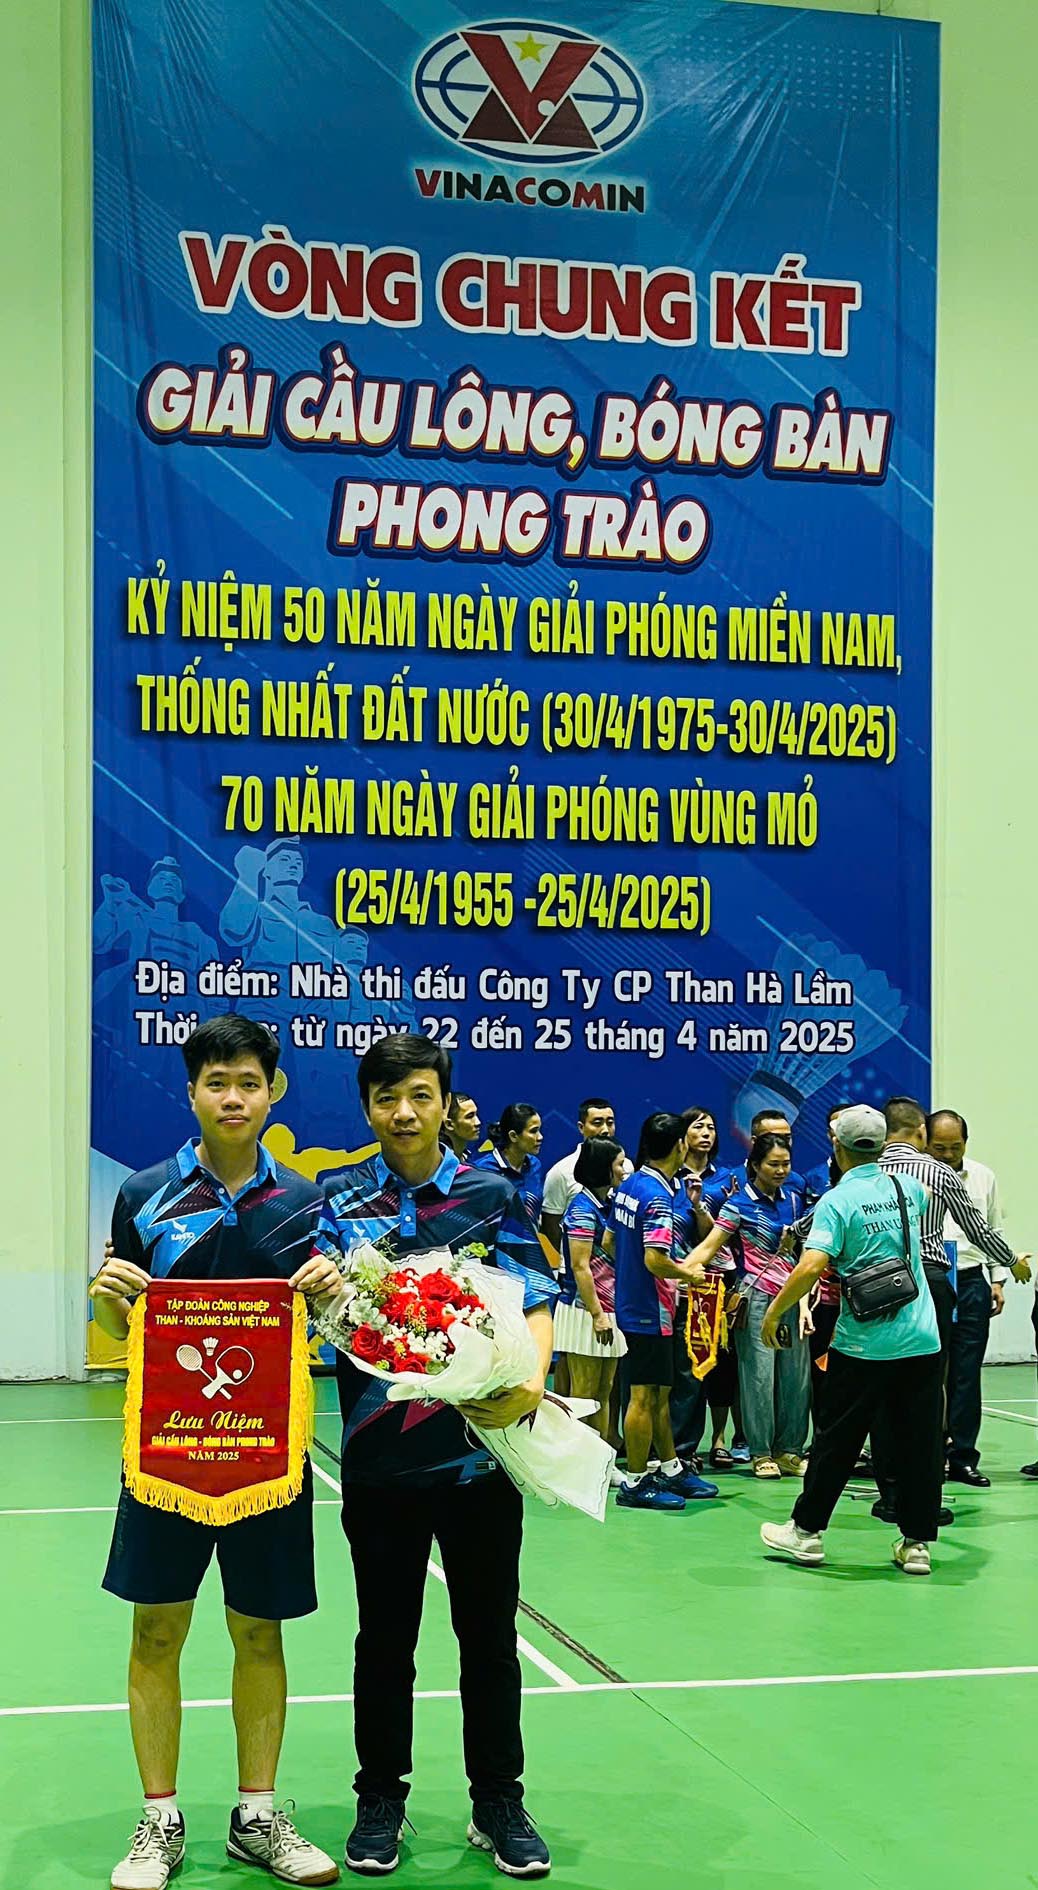 VINACOMIN
VÒNG CHUNG KẾT
GIẢI CẦU LÔNG, BÓNG BÀN
PHONG TRÀO
KỶ NIỆM 50 NĂM NGÀY GIẢI PHÓNG MIỀN NAM,
THỐNG NHẤT ĐẤT NƯỚC (30/4/1975-30/4/2025)
70 NĂM NGÀY GIẢI PHÓNG VÙNG MỎ
(25/4/1955 -25/4/2025)
Địa điểm: Nhà thi đấu Công Ty CP Than Hà Lầm
Thời : từ ngày 22 đến 25 tháng 4 năm 2025
TẬP ĐOÀN CÔNG NGHIỆP
THAN - KHOÁNG SẢN VIỆT NAM
Lưu Niệm
GIẢI CẦU LÔNG - BÓNG BÀN PHONG TRÀO
NĂM 2025
THAN